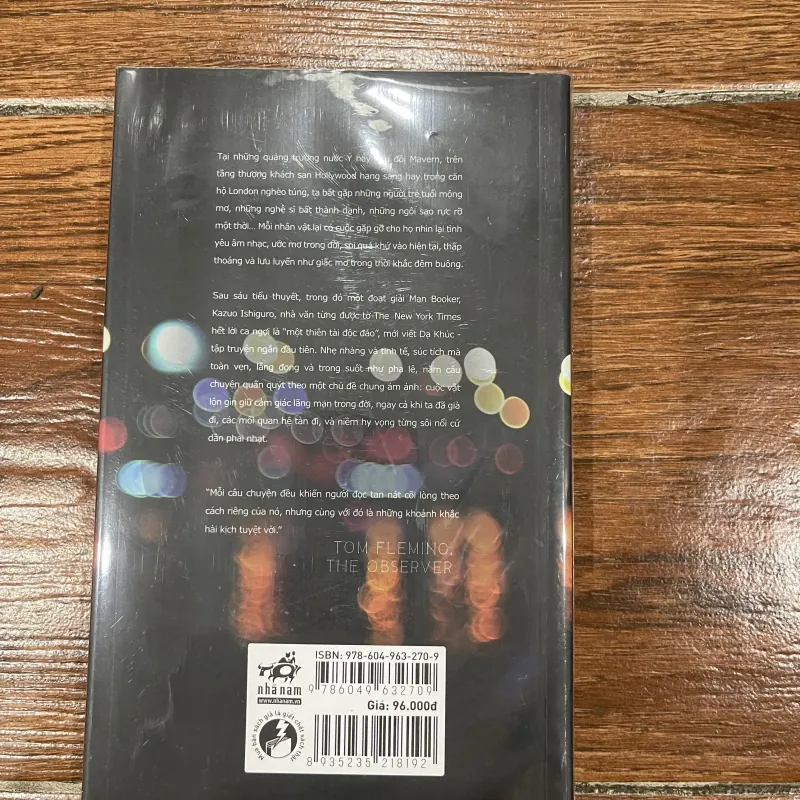 Tại những quảng trường nước Ý hay đồi Mavern, trên
tầng thượng khách sạn Hollywood hạng sang hay trong căn
hộ London nghèo túng, ta bắt gặp những người trẻ tuổi mộng
mơ, những nghệ sĩ bất thành danh, những ngôi sao rực rỡ
một thời... Mỗi nhân vật lại có cuộc gặp gỡ cho họ nhìn lại tình
yêu âm nhạc, ước mơ trong đời, soi quá khứ vào hiện tại, thấp
thoáng và lưu luyến như giấc mơ trong thời khắc đêm buông.
Sau sáu tiểu thuyết, trong đó một đoạt giải Man Booker,
Kazuo Ishiguro, nhà văn từng được tờ The New York Times
hết lời ca ngợi là “một thiên tài độc đáo”, mới viết Dạ Khúc -
tập truyện ngắn đầu tiên. Nhẹ nhàng và tinh tế, súc tích mà
toàn vẹn, lắng đọng và trong suốt như pha lê, năm câu
chuyện quấn quýt theo một chủ đề chung ám ảnh: cuộc vật
lộn gìn giữ cảm giác lãng mạn trong đời, ngay cả khi ta đã già
đi, các mối quan hệ tàn đi, và niềm hy vọng từng sôi nổi cứ
dần phai nhạt.
“Mỗi câu chuyện đều khiến người đọc tan nát cõi lòng theo
cách riêng của nó, nhưng cùng với đó là những khoảnh khắc
hài kịch tuyệt vời.”
TOM FLEMING,
THE OBSERVER
ISBN: 978-604-963-270-9
nhã nam
www.nhanam.vn
9 786049 632709
Giá: 96.000đ
Mua bán sách giả là giết chết sách thật
8 935235 218192